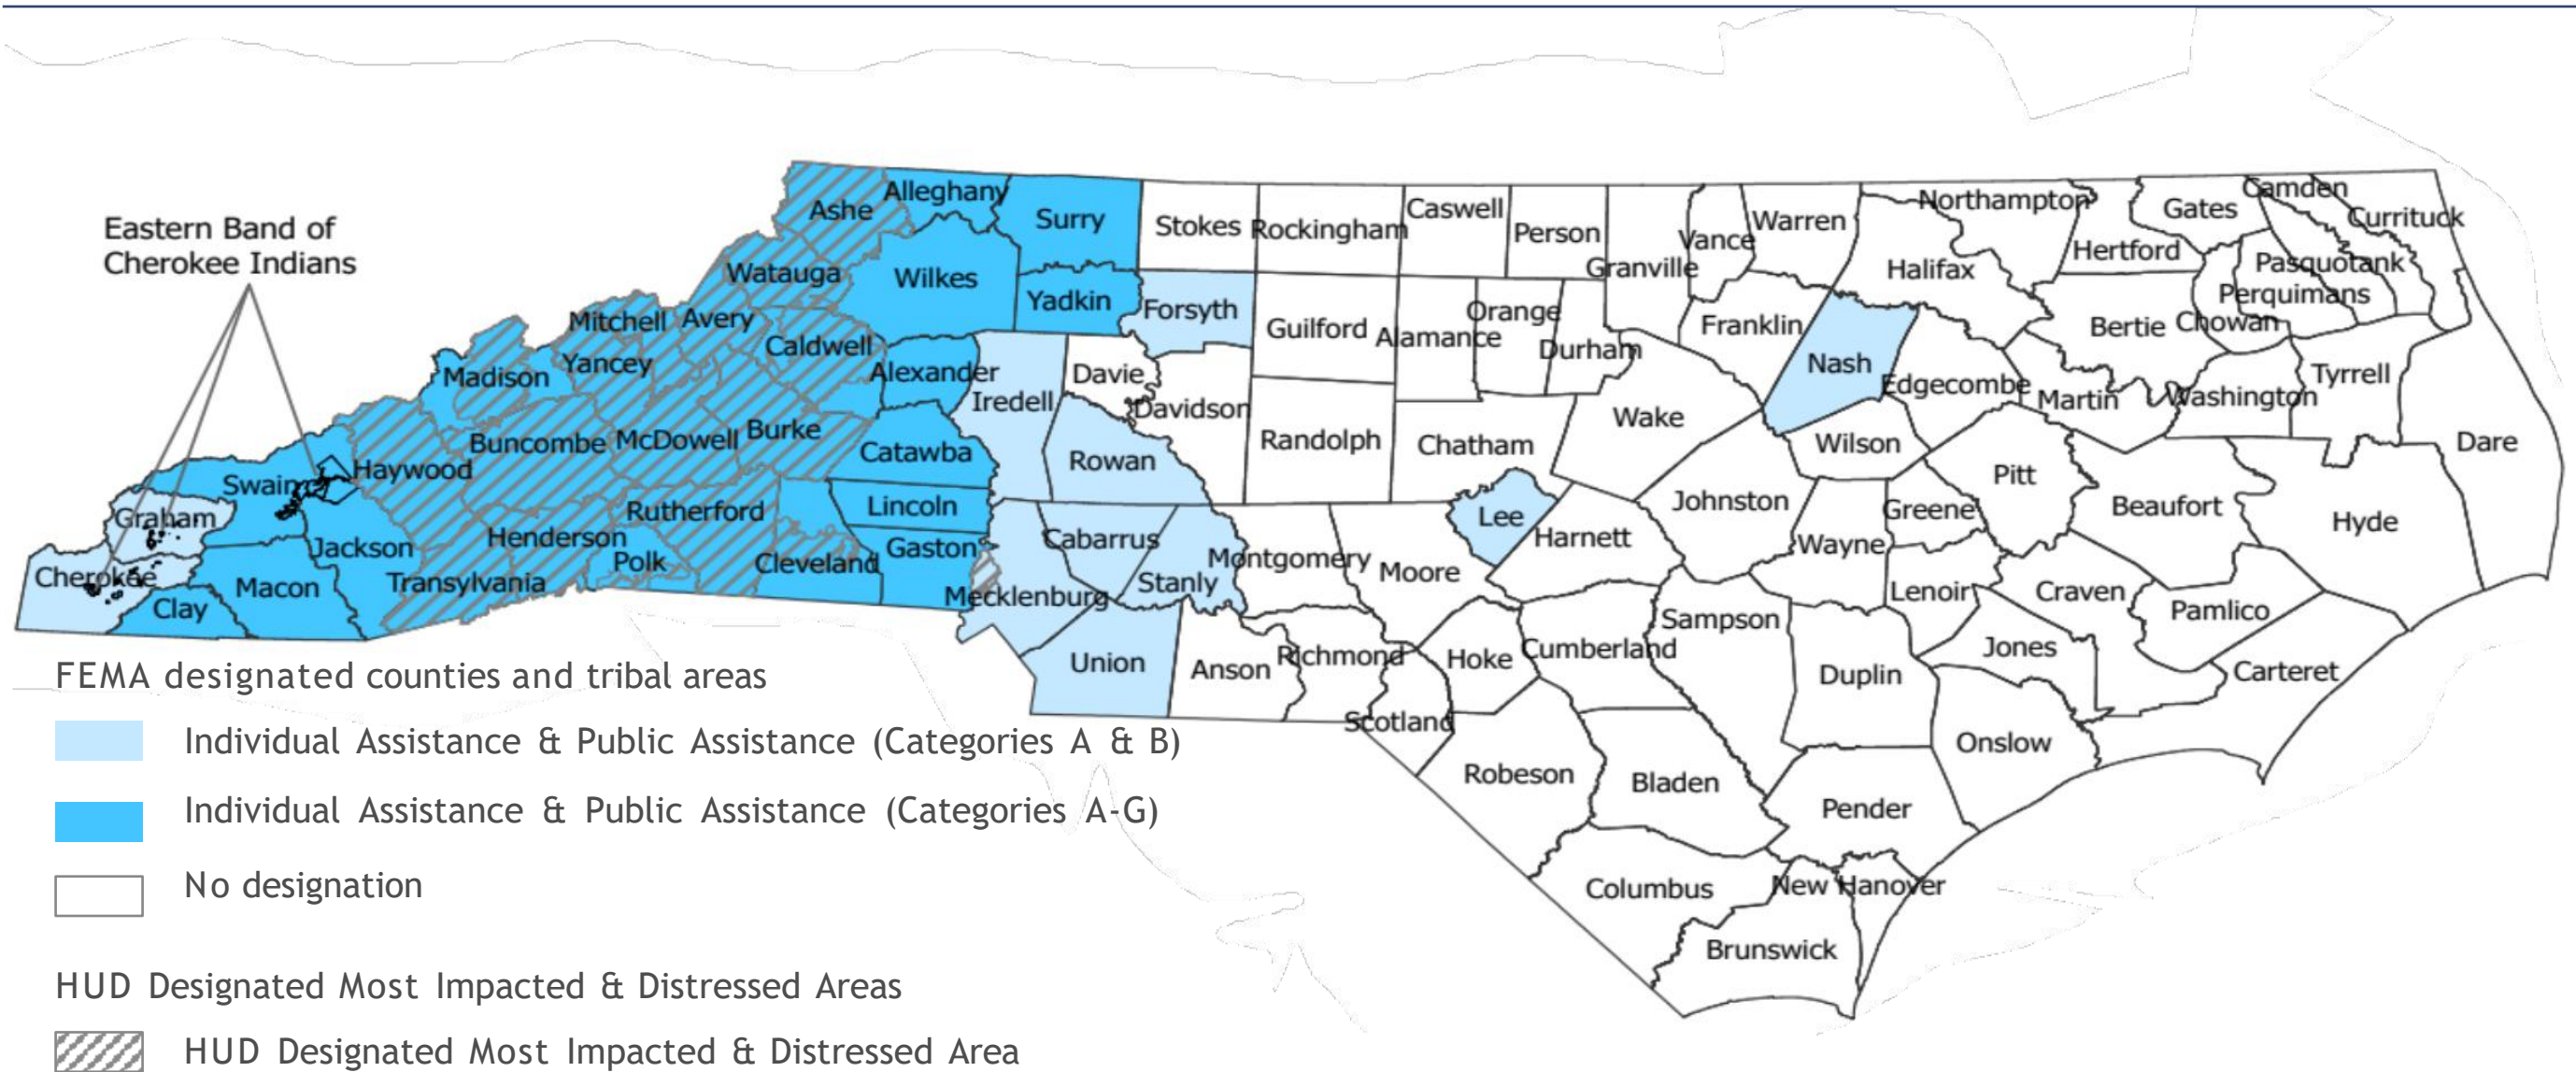 Eastern Band of
Cherokee Indians
Ashe
Alleghany
Surry
Stokes
Rockingham
Caswell
Person
Granville
Vance
Warren
Northampton
Gates
Camden
Currituck
Hertford
Halifax
Pasquotank
Perquimans
Chowan
Bertie
Watauga
Wilkes
Yadkin
Forsyth
Guilford
Alamance
Orange
Durham
Franklin
Nash
Edgecombe
Martin
Washington
Tyrrell
Dare
Mitchell
Avery
Caldwell
Yancey
Madison
Alexander
Iredell
Davie
Davidson
Randolph
Chatham
Wake
Wilson
Pitt
Beaufort
Hyde
Buncombe
McDowell
Burke
Catawba
Rowan
Haywood
Swain
Graham
Rutherford
Lincoln
Lee
Harnett
Johnston
Greene
Wayne
Jackson
Henderson
Polk
Cleveland
Gaston
Cabarrus
Stanly
Montgomery
Moore
Cherokee
Clay
Macon
Transylvania
Mecklenburg
Lenoir
Craven
Pamlico
Sampson
Cumberland
Hoke
Richmond
Anson
Union
Scotland
Duplin
Jones
Carteret
Onslow
Robeson
Bladen
Pender
Columbus
New Hanover
Brunswick
FEMA designated counties and tribal areas
Individual Assistance & Public Assistance (Categories A & B)
Individual Assistance & Public Assistance (Categories A-G)
No designation
HUD Designated Most Impacted & Distressed Areas
HUD Designated Most Impacted & Distressed Area